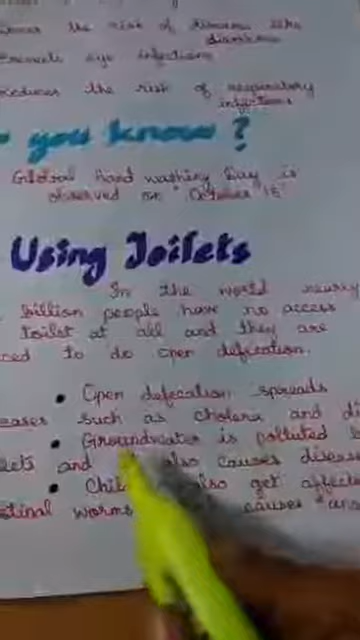 the risk of diseases like
diarrhoea
Prevents eye infections
Reduces the risk of respiratory
infections
you know ?
Global hand washing Day is
observed on "October 15"
Using Toilets
In the world nearly
billion people have no access
toilet at all and they are
to do open defecation.
• Open defecation spreads
such as cholera and
• Groundwater is polluted
and also causes
• also get
worms causes